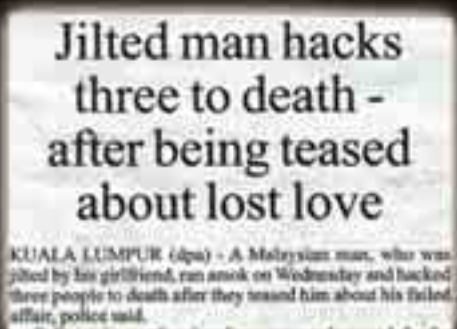 Jilted man hacks
three to death -
after being teased
about lost love
KUALA LUMPUR (dpa) - A Malaysian man, who was
jilted by his girlfriend, ran amok on Wednesday and hacked
three people to death after they teased him about his failed
affair, police said.